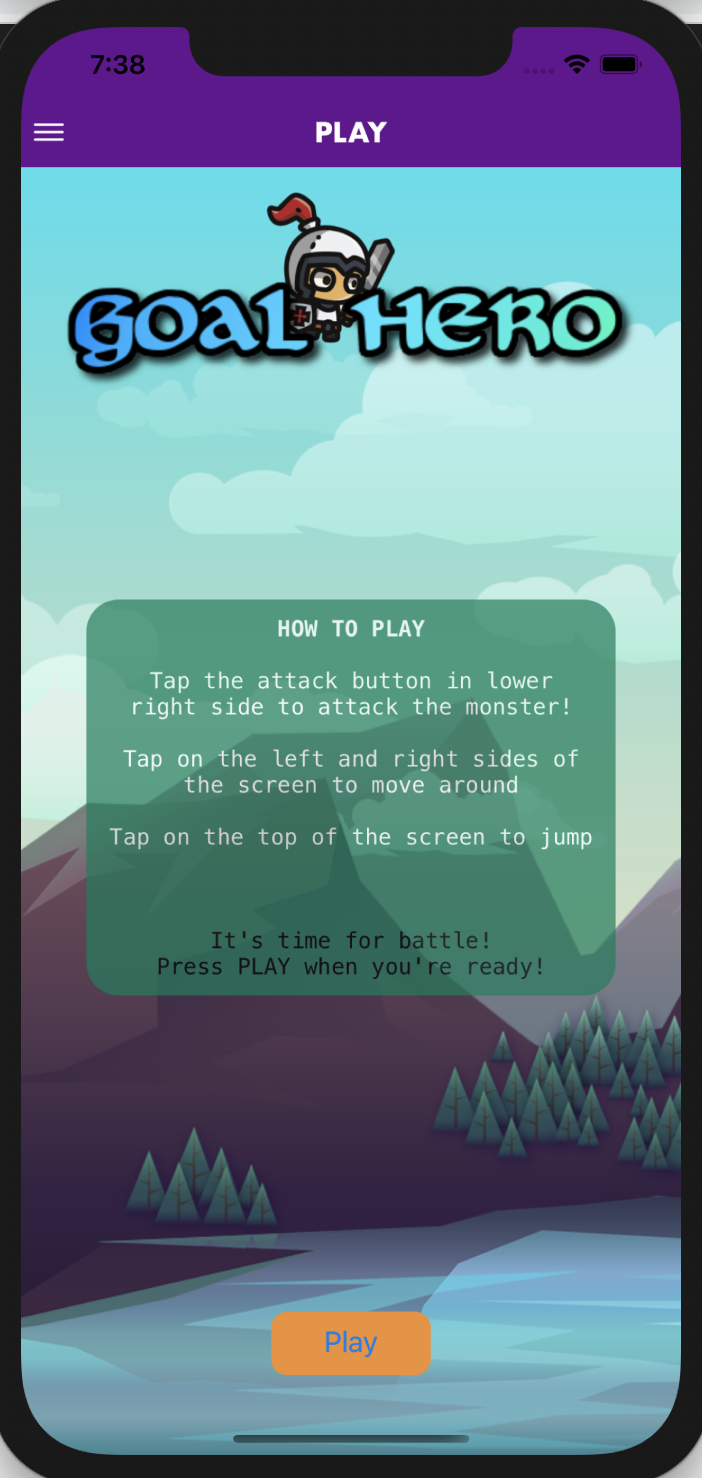 7:38
PLAY
GOAL HERO
HOW TO PLAY
Tap the attack button in lower
right side to attack the monster!
Tap on the left and right sides of
the screen to move around
Tap on the top of the screen to jump
It's time for battle!
Press PLAY when you're ready!
Play